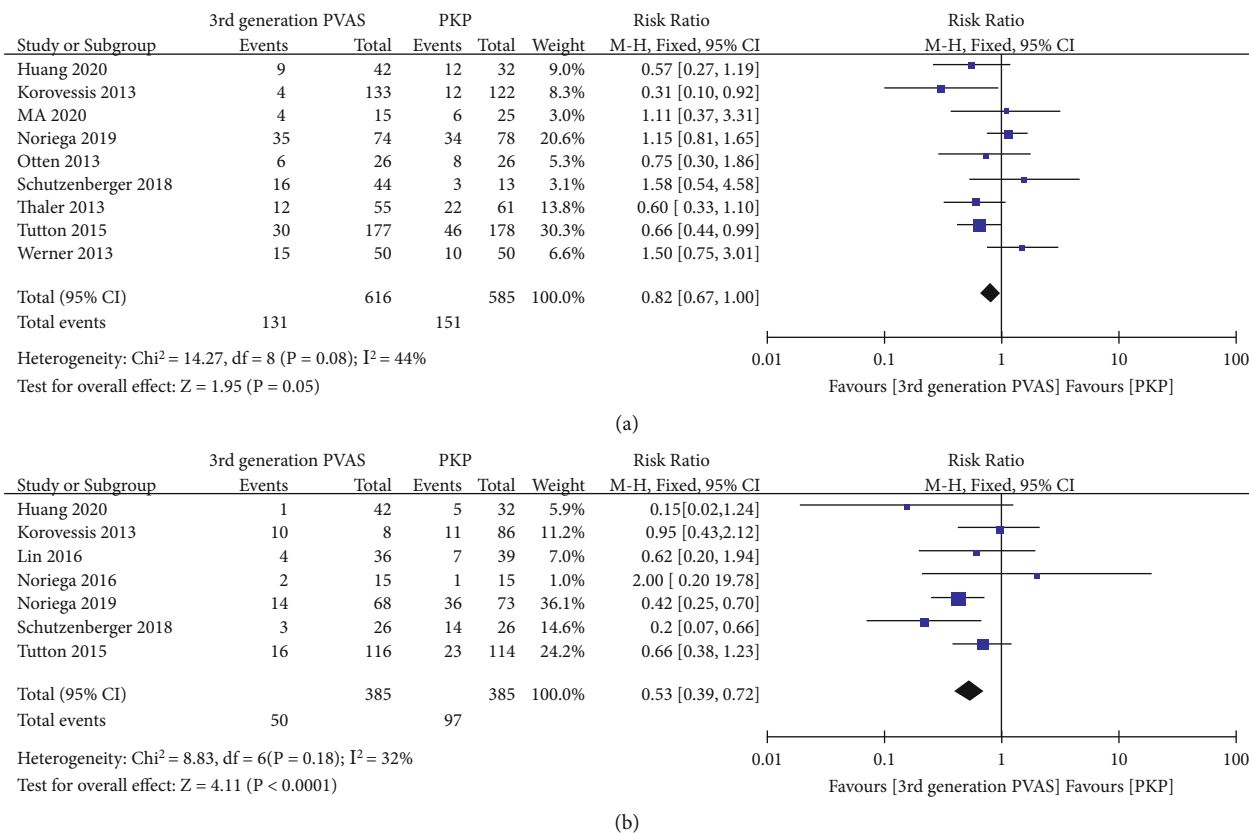 3rd generation PVAS PKP Risk Ratio Risk Ratio
Study or Subgroup Events Total Events Total Weight M-H, Fixed, 95% CI M-H, Fixed, 95% CI
Huang 2020 9 42 12 32 9.0% 0.57 [0.27, 1.19]
Korovessis 2013 4 133 12 122 8.3% 0.31 [0.10, 0.92]
MA 2020 4 15 6 25 3.0% 1.11 [0.37, 3.31]
Noriega 2019 35 74 34 78 20.6% 1.15 [0.81, 1.65]
Otten 2013 6 26 8 26 5.3% 0.75 [0.30, 1.86]
Schutzenberger 2018 16 44 3 13 3.1% 1.58 [0.54, 4.58]
Thaler 2013 12 55 22 61 13.8% 0.60 [ 0.33, 1.10]
Tutton 2015 30 177 46 178 30.3% 0.66 [0.44, 0.99]
Werner 2013 15 50 10 50 6.6% 1.50 [0.75, 3.01]
Total (95% CI) 616 585 100.0% 0.82 [0.67, 1.00]
Total events 131 151
Heterogeneity: Chi² = 14.27, df = 8 (P = 0.08); I² = 44%
Test for overall effect: Z = 1.95 (P = 0.05)
0.01 0.1 1 10 100
Favours [3rd generation PVAS] Favours [PKP]
(a)
3rd generation PVAS PKP Risk Ratio Risk Ratio
Study or Subgroup Events Total Events Total Weight M-H, Fixed, 95% CI M-H, Fixed, 95% CI
Huang 2020 1 42 5 32 5.9% 0.15[0.02,1.24]
Korovessis 2013 10 8 11 86 11.2% 0.95 [0.43,2.12]
Lin 2016 4 36 7 39 7.0% 0.62 [0.20, 1.94]
Noriega 2016 2 15 1 15 1.0% 2.00 [ 0.20 19.78]
Noriega 2019 14 68 36 73 36.1% 0.42 [0.25, 0.70]
Schutzenberger 2018 3 26 14 26 14.6% 0.2 [0.07, 0.66]
Tutton 2015 16 116 23 114 24.2% 0.66 [0.38, 1.23]
Total (95% CI) 385 385 100.0% 0.53 [0.39, 0.72]
Total events 50 97
Heterogeneity: Chi² = 8.83, df = 6(P = 0.18); I² = 32%
Test for overall effect: Z = 4.11 (P < 0.0001)
0.01 0.1 1 10 100
Favours [3rd generation PVAS] Favours [PKP]
(b)